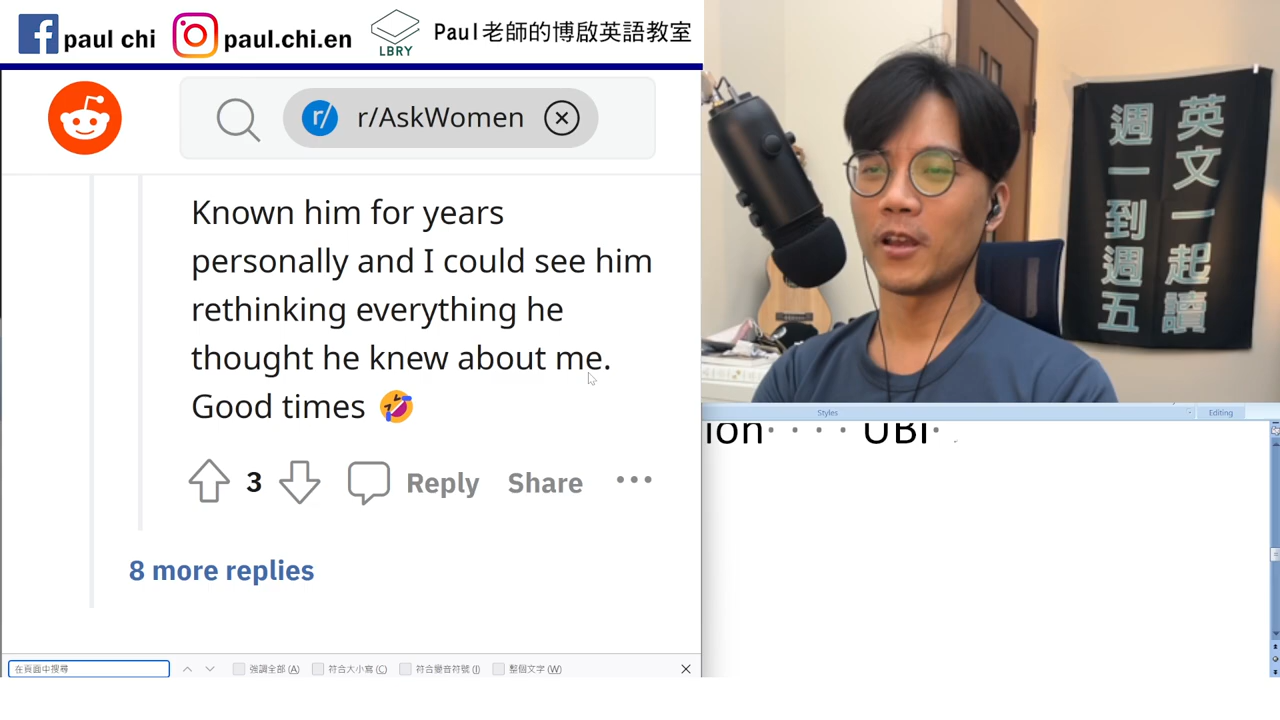 paul chi
paul.chi.en
LBRY
Paul老師的博啟英語教室
r/
r/AskWomen
Known him for years
personally and I could see him
rethinking everything he
thought he knew about me.
Good times 🤣
3
Reply
Share
8 more replies
在頁面中搜尋
強調全部 (A)
符合大小寫 (C)
符合變音符號 (I)
整個文字 (W)
英文一起讀
週一到週五
Styles
Editing
ion UBI